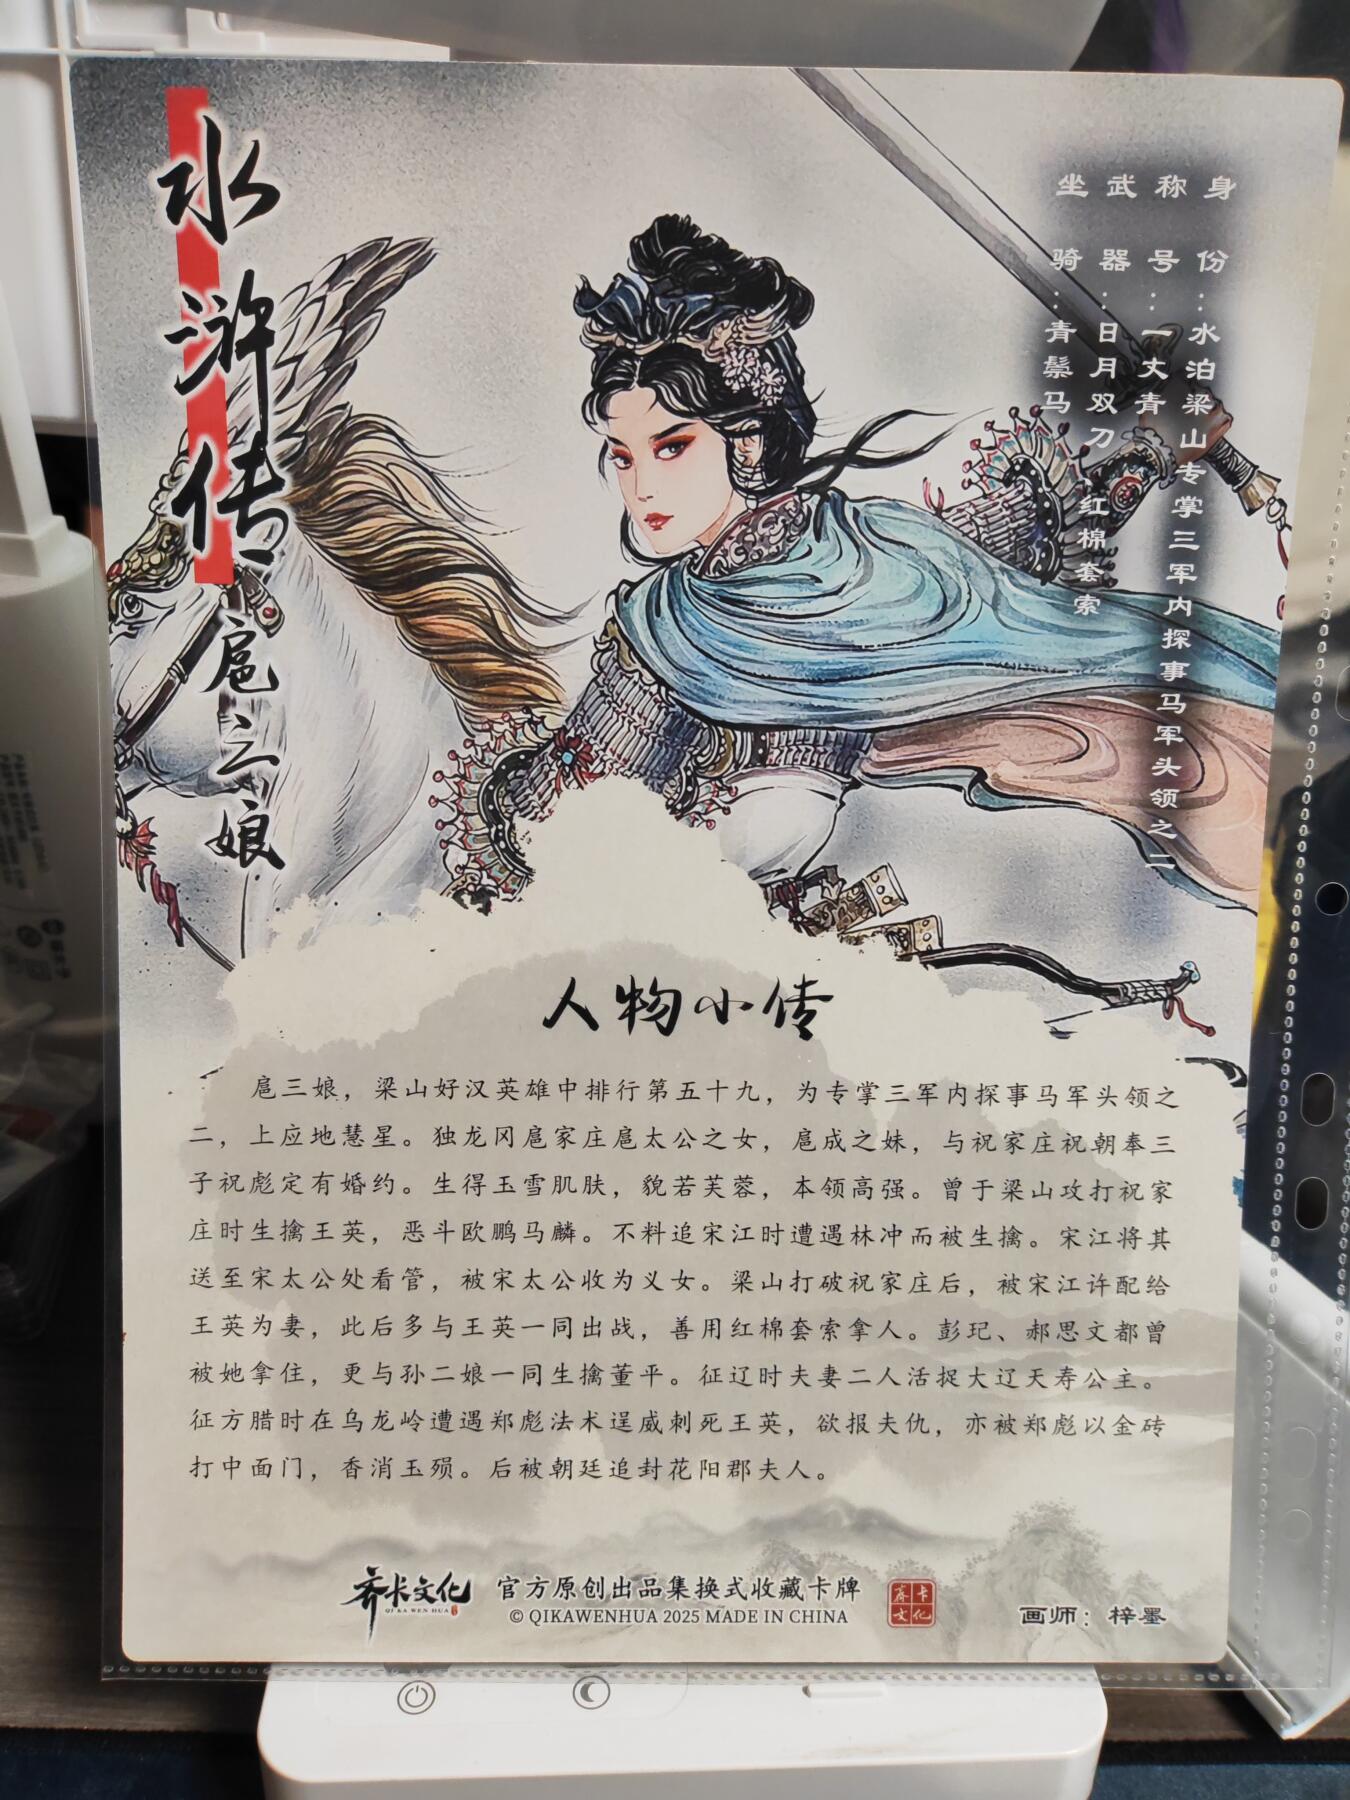 水浒传
扈三娘
身份：水泊梁山专掌三军内探事马军头领之二
称号：一丈青
武器：日月双刀、红棉套索
坐骑：青鬃马
人物小传
扈三娘，梁山好汉英雄中排行第五十九，为专掌三军内探事马军头领之
二，上应地慧星。独龙冈扈家庄扈太公之女，扈成之妹，与祝家庄祝朝奉三
子祝彪定有婚约。生得玉雪肌肤，貌若芙蓉，本领高强。曾于梁山攻打祝家
庄时生擒王英，恶斗欧鹏马麟。不料追宋江时遭遇林冲而被生擒。宋江将其
送至宋太公处看管，被宋太公收为义女。梁山打破祝家庄后，被宋江许配给
王英为妻，此后多与王英一同出战，善用红棉套索拿人。彭玘、郝思文都曾
被她拿住，更与孙二娘一同生擒董平。征辽时夫妻二人活捉大辽天寿公主。
征方腊时在乌龙岭遭遇郑彪法术逞威刺死王英，欲报夫仇，亦被郑彪以金砖
打中面门，香消玉殒。后被朝廷追封花阳郡夫人。
齐卡文化
QI KA WEN HUA
官方原创出品集换式收藏卡牌
© QIKAWENHUA 2025 MADE IN CHINA
齐卡文化
画师：梓墨